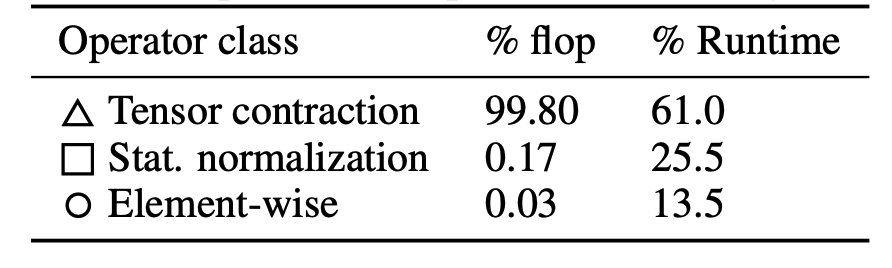 Operator class % flop % Runtime
△ Tensor contraction 99.80 61.0
□ Stat. normalization 0.17 25.5
○ Element-wise 0.03 13.5